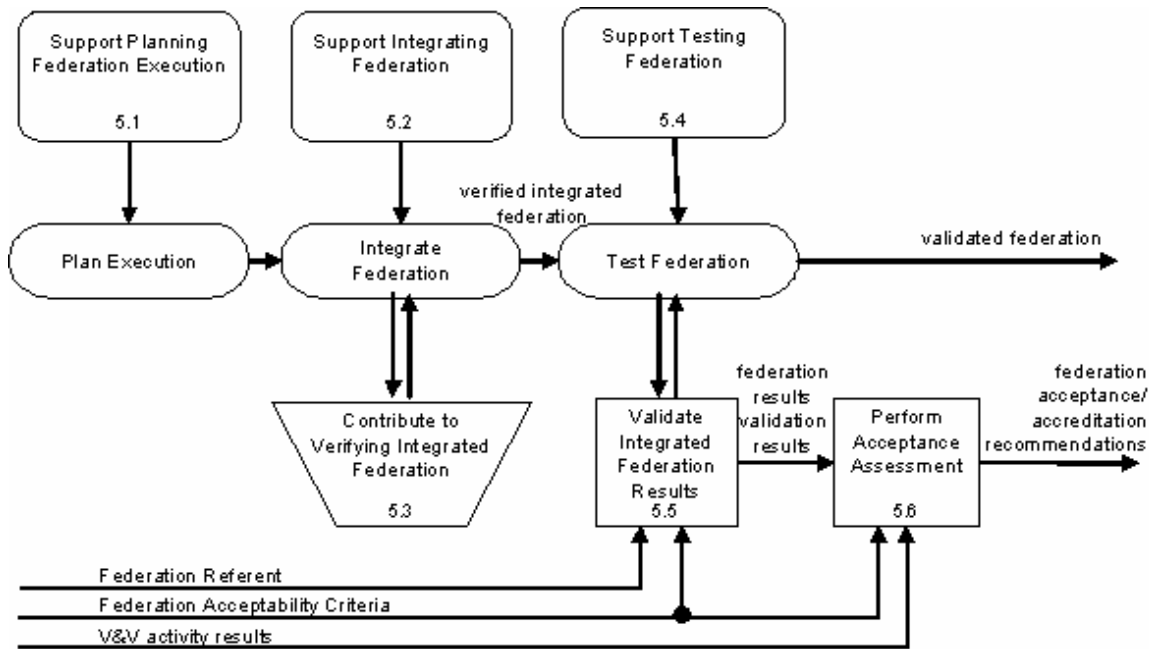 Support Planning
Federation Execution
5.1
Support Integrating
Federation
5.2
Support Testing
Federation
5.4
verified integrated
federation
Plan Execution
Integrate
Federation
Test Federation
validated federation
Contribute to
Verifying Integrated
Federation
5.3
Validate
Integrated
Federation
Results
5.5
federation
results
validation
results
Perform
Acceptance
Assessment
5.6
federation
acceptance/
accreditation
recommendations
Federation Referent
Federation Acceptability Criteria
V&V activity results